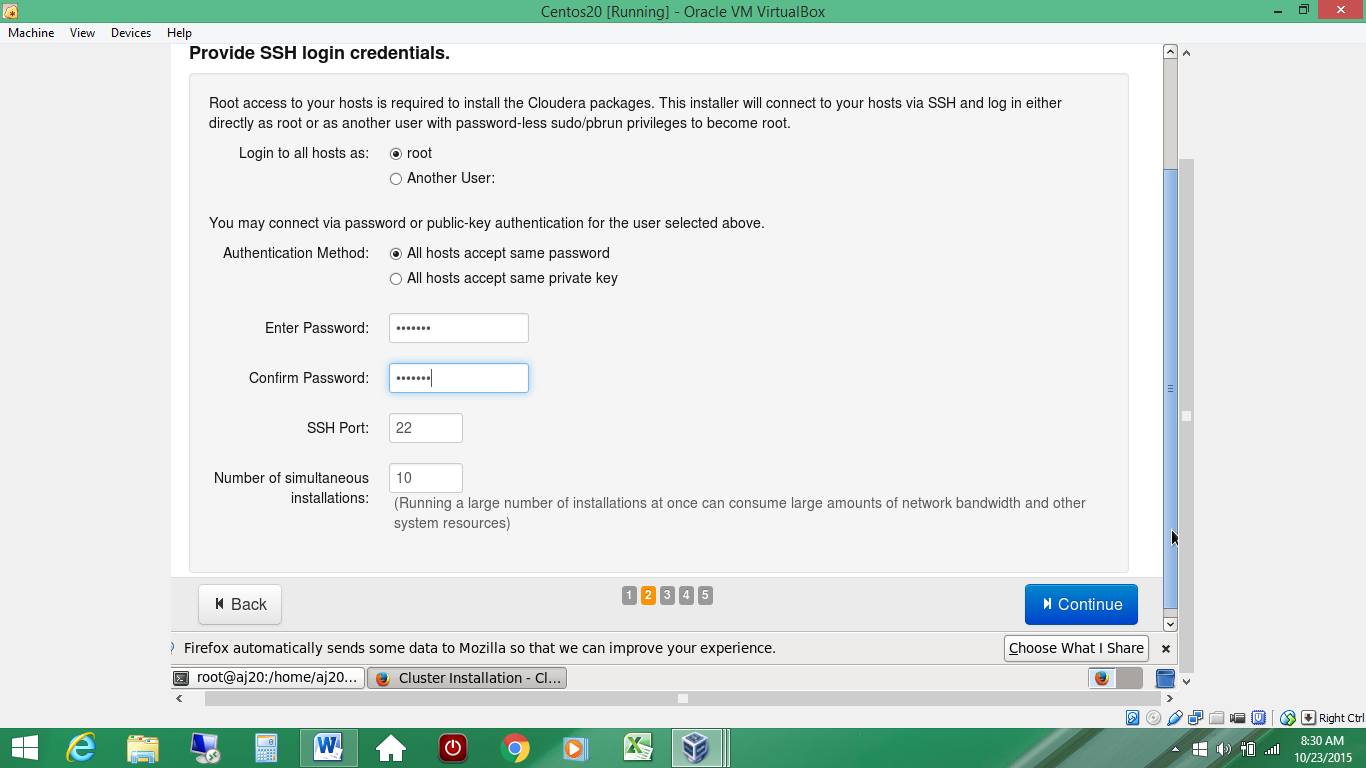 Centos20 [Running] - Oracle VM VirtualBox
Machine View Devices Help
Provide SSH login credentials.
Root access to your hosts is required to install the Cloudera packages. This installer will connect to your hosts via SSH and log in either
directly as root or as another user with password-less sudo/pbrun privileges to become root.
Login to all hosts as: root
Another User:
You may connect via password or public-key authentication for the user selected above.
Authentication Method: All hosts accept same password
All hosts accept same private key
Enter Password: •••••••
Confirm Password: •••••••
SSH Port: 22
Number of simultaneous 10
installations:
(Running a large number of installations at once can consume large amounts of network bandwidth and other
system resources)
Back 1 2 3 4 5 Continue
Firefox automatically sends some data to Mozilla so that we can improve your experience. Choose What I Share
root@aj20:/home/aj20... Cluster Installation - Cl...
Right Ctrl
8:30 AM
10/23/2015